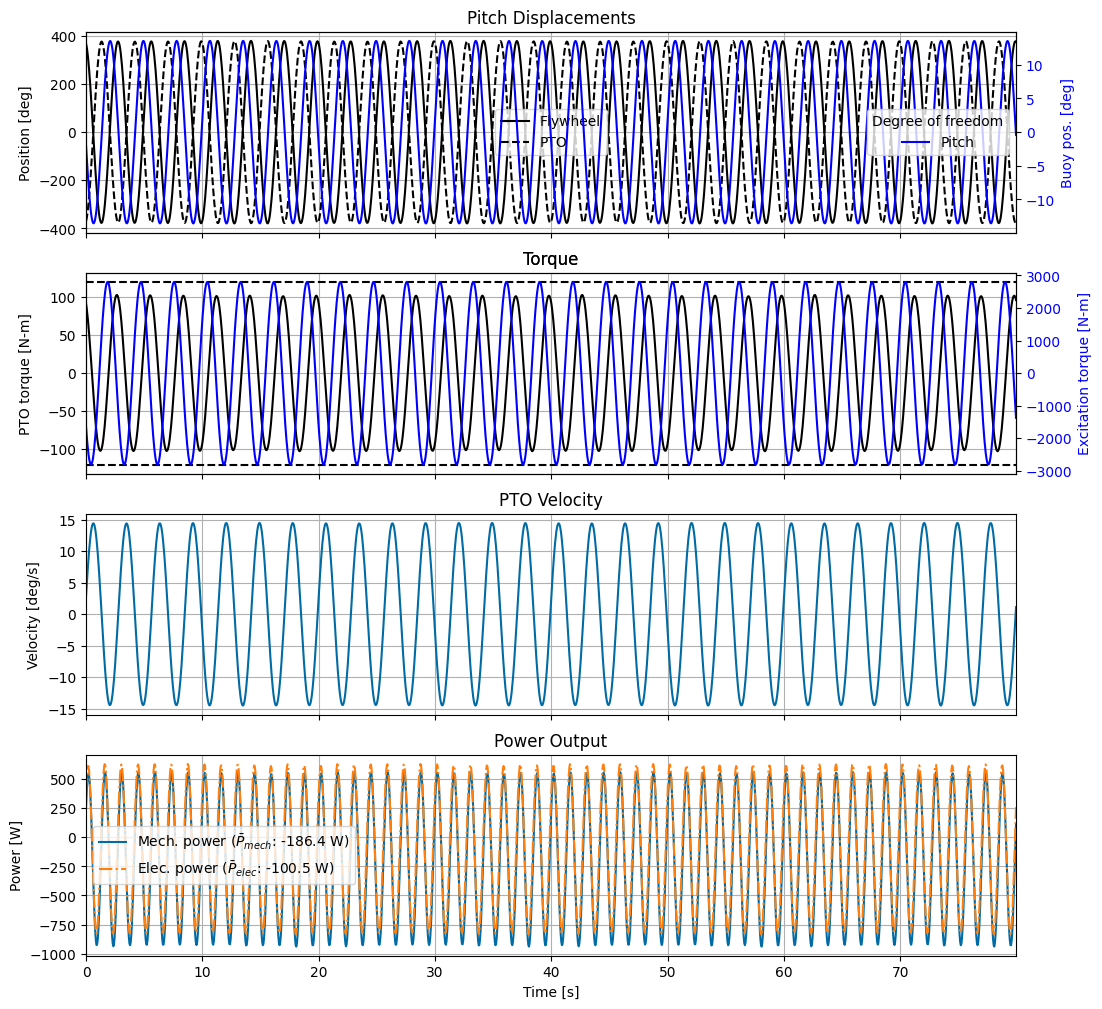 Pitch Displacements
400
200
0
−200
−400
Position [deg]
10
5
0
−5
−10
Buoy pos. [deg]
Flywheel
PTO
Degree of freedom
Pitch
Torque
100
50
0
−50
−100
PTO torque [N-m]
3000
2000
1000
0
−1000
−2000
−3000
Excitation torque [N-m]
PTO Velocity
15
10
5
0
−5
−10
−15
Velocity [deg/s]
Power Output
500
250
0
−250
−500
−750
−1000
Power [W]
Mech. power (P̄mech: -186.4 W)
Elec. power (P̄elec: -100.5 W)
0 10 20 30 40 50 60 70
Time [s]